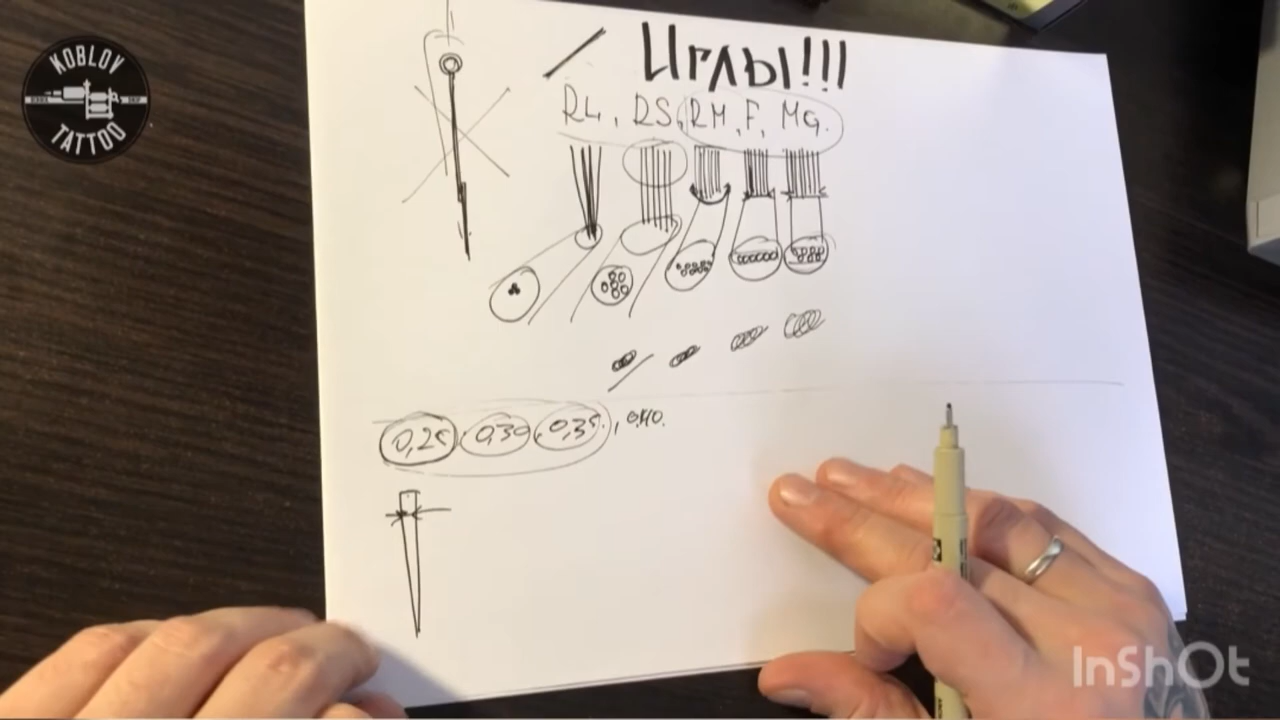 KOBLOV
TATTOO
Иглы!!!
RL, RS, RM, F, MG.
0,25, 0,30, 0,35, 0,40.
InShOt